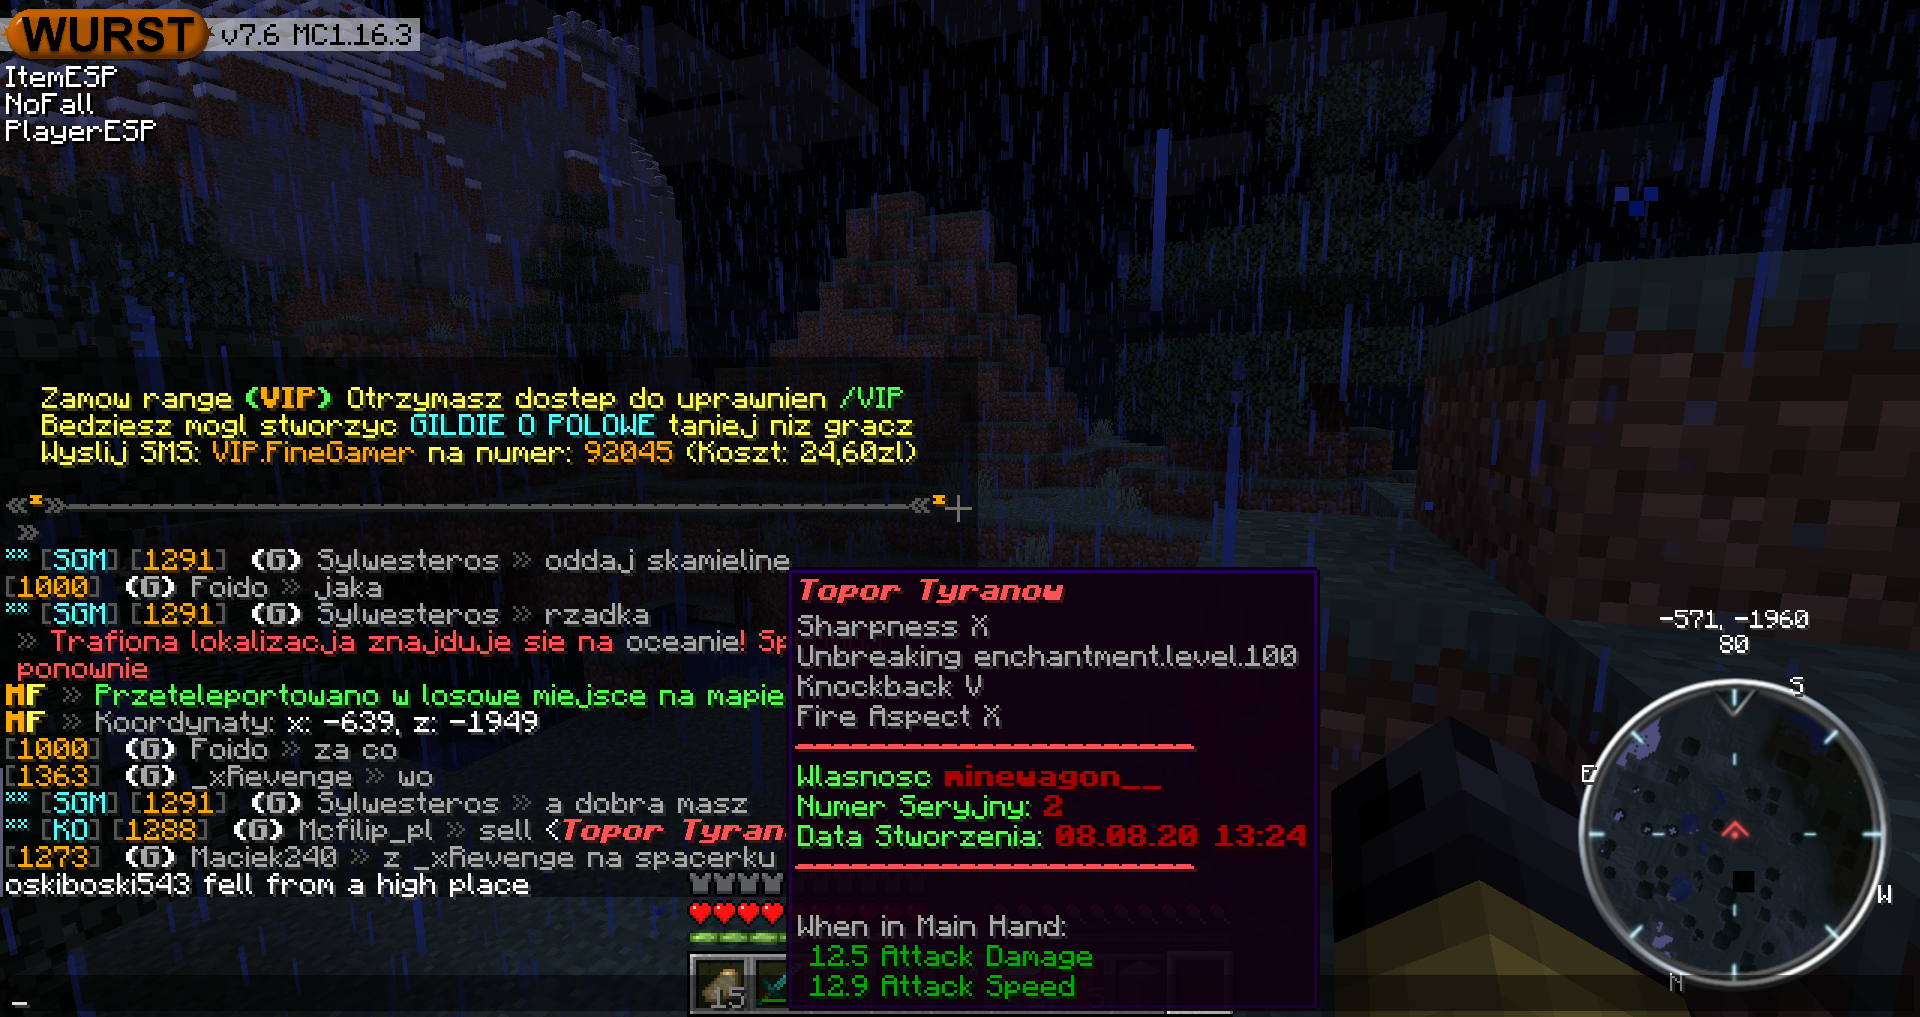 WURST v7.6 MC1.16.3
ItemESP
NoFall
PlayerESP
Zamow range (VIP) Otrzymasz dostep do uprawnien /VIP
Bedziesz mogl stworzyc GILDIE O POLOWE taniej niz gracz
Wyslij SMS: VIP.FineGamer na numer: 92045 (Koszt: 24,60zl)
»
[SGM] [1291] (G) Sylwesteros » oddaj skamieline
[1000] (G) Foido » jaka
[SGM] [1291] (G) Sylwesteros » rzadka
» Trafiona lokalizacja znajduje sie na oceanie! Sp
ponownie
MF » Przeteleportowano w losowe miejsce na mapie
MF » Koordynaty: x: -639, z: -1949
[1000] (G) Foido » za co
[1363] (G) _xRevenge » wo
[SGM] [1291] (G) Sylwesteros » a dobra masz
[KO] [1288] (G) Mcfilip_pl » sell <Topor Tyran
[1273] (G) Maciek240 » z _xRevenge na spacerku
oskiboski543 fell from a high place
_
Topor Tyranow
Sharpness X
Unbreaking enchantment.level.100
Knockback V
Fire Aspect X
Wlasnosc minewagon__
Numer Seryjny: 2
Data Stworzenia: 08.08.20 13:24
When in Main Hand:
12.5 Attack Damage
12.9 Attack Speed
15
-571, -1960
80
S
E
W
N